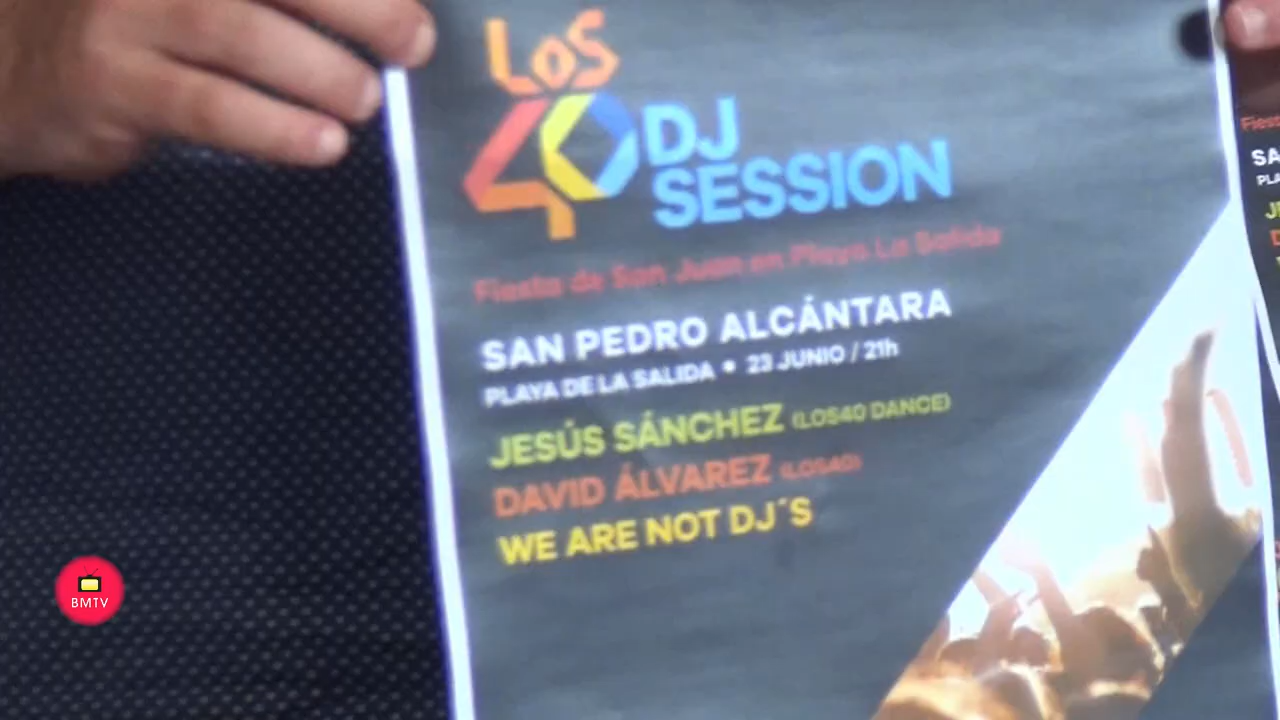 LoS
40 DJ
SESSION
Fiesta de San Juan en Playa La Salida
SAN PEDRO ALCÁNTARA
PLAYA DE LA SALIDA • 23 JUNIO / 21h
JESÚS SÁNCHEZ (LOS40 DANCE)
DAVID ÁLVAREZ (LOS40)
WE ARE NOT DJ´S
BMTV